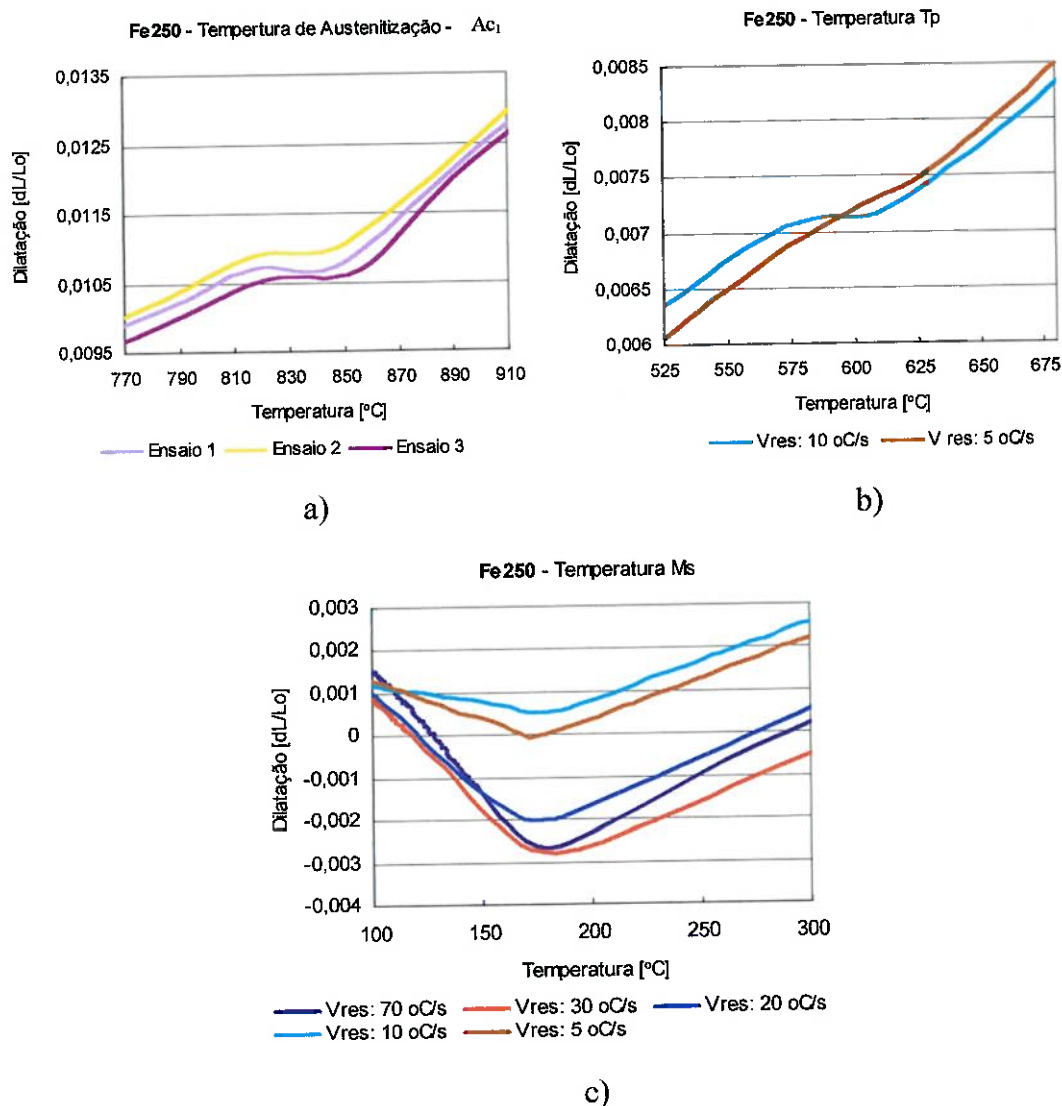 Fe250 - Tempertura de Austenitização - Ac₁
Dilatação [dL/Lo]
0,0135
0,0125
0,0115
0,0105
0,0095
770 790 810 830 850 870 890 910
Temperatura [°C]
Ensaio 1 Ensaio 2 Ensaio 3
a)
Fe250 - Temperatura Tp
Dilatação [dL/Lo]
0,0085
0,008
0,0075
0,007
0,0065
0,006
525 550 575 600 625 650 675
Temperatura [°C]
Vres: 10 oC/s V res: 5 oC/s
b)
Fe250 - Temperatura Ms
Dilatação [dL/Lo]
0,003
0,002
0,001
0
-0,001
-0,002
-0,003
-0,004
100 150 200 250 300
Temperatura [°C]
Vres: 70 oC/s Vres: 30 oC/s Vres: 20 oC/s
Vres: 10 oC/s Vres: 5 oC/s
c)